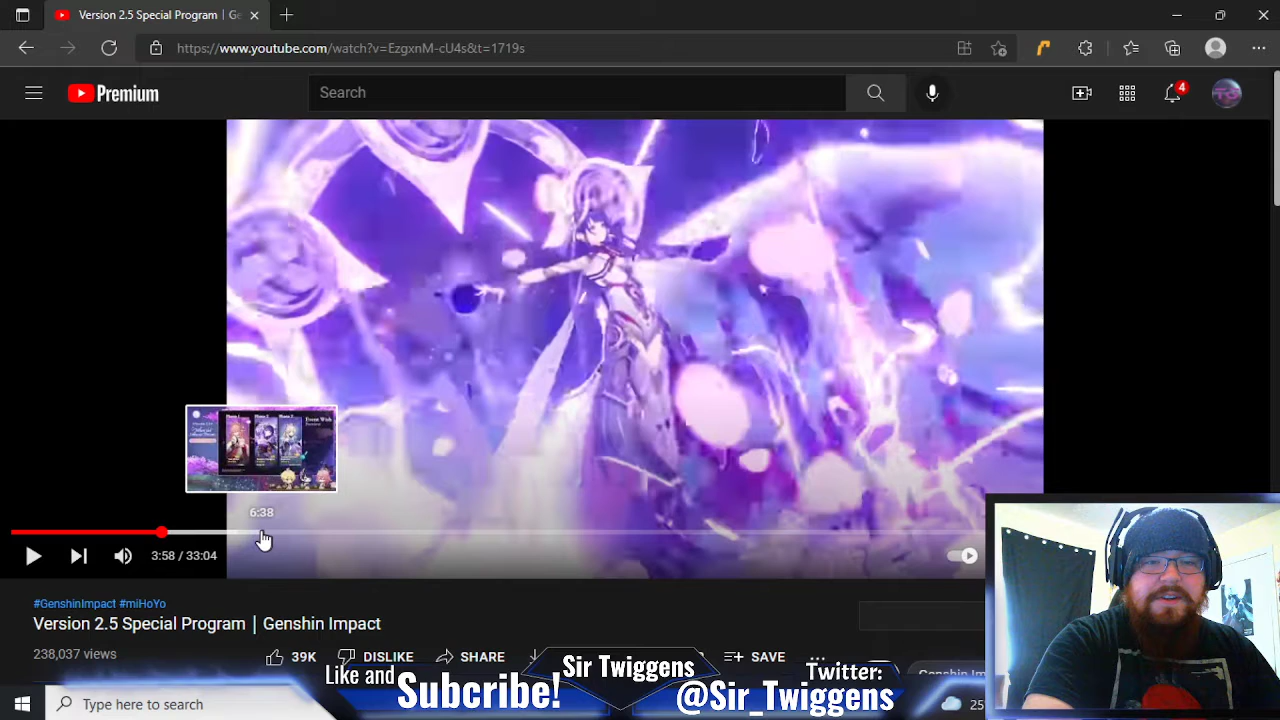 Version 2.5 Special Program | Ge
https://www.youtube.com/watch?v=EzgxnM-cU4s&t=1719s
Premium
Search
4
6:38
3:58 / 33:04
#GenshinImpact #miHoYo
Version 2.5 Special Program | Genshin Impact
238,037 views
39K
DISLIKE
SHARE
SAVE
Like and
Subcribe!
Sir Twiggens
Twitter:
@Sir_Twiggens
Type here to search
25